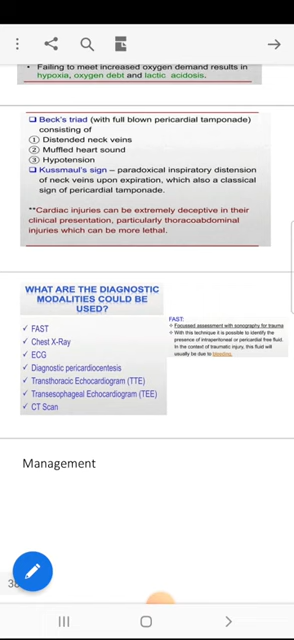 • Failing to meet increased oxygen demand results in
hypoxia, oxygen debt and lactic acidosis.
❑ Beck's triad (with full blown pericardial tamponade)
consisting of
① Distended neck veins
② Muffled heart sound
③ Hypotension
❑ Kussmaul's sign – paradoxical inspiratory distension
of neck veins upon expiration, which also a classical
sign of pericardial tamponade.
**Cardiac injuries can be extremely deceptive in their
clinical presentation, particularly thoracoabdominal
injuries which can be more lethal.
WHAT ARE THE DIAGNOSTIC
MODALITIES COULD BE
USED?
✓ FAST
✓ Chest X-Ray
✓ ECG
✓ Diagnostic pericardiocentesis
✓ Transthoracic Echocardiogram (TTE)
✓ Transesophageal Echocardiogram (TEE)
✓ CT Scan
FAST:
Focussed assessment with sonography for trauma
With this technique it is possible to identify the
presence of intraperitoneal or pericardial free fluid.
In the context of traumatic injury, this fluid will
usually be due to bleeding.
Management